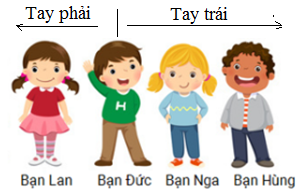 Tay phải Tay trái
H
Bạn Lan Bạn Đức Bạn Nga Bạn Hùng